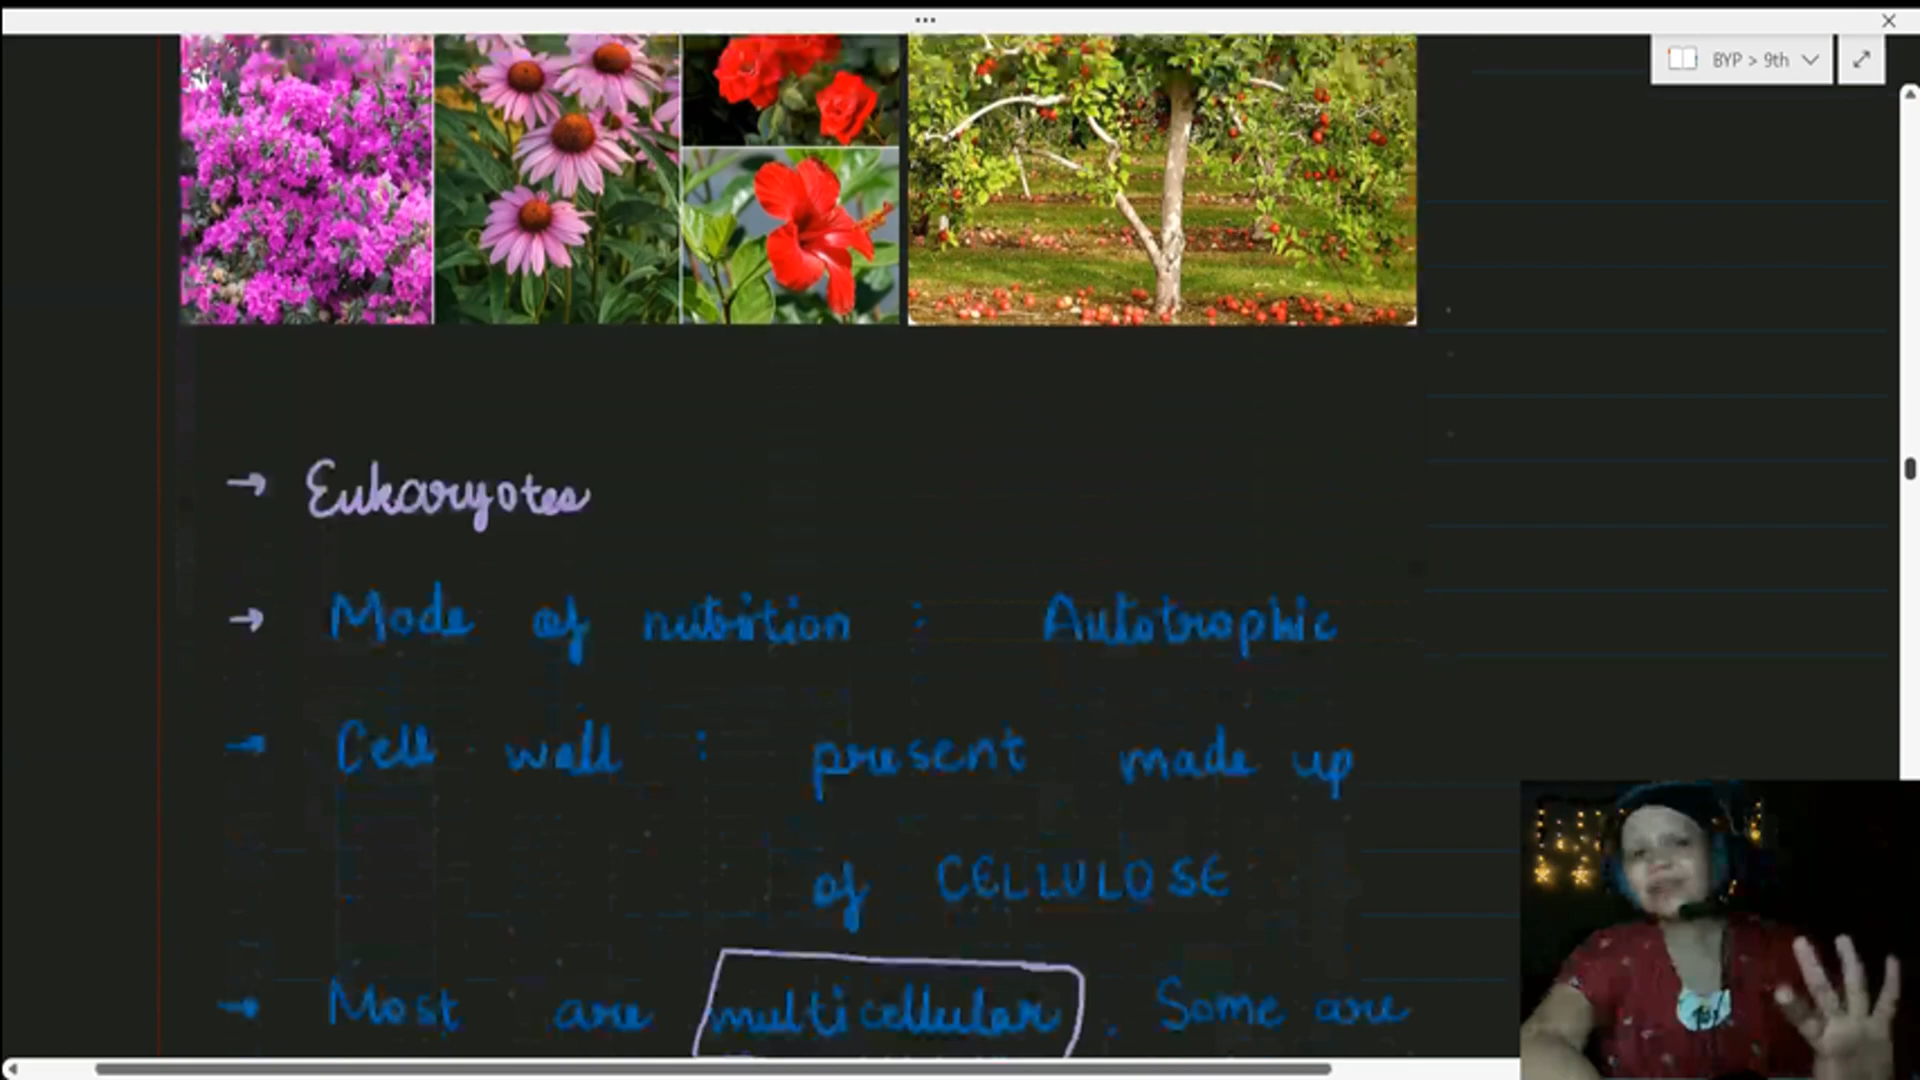 BYP > 9th
→ Eukaryotes
→ Mode of nutrition : Autotrophic
→ Cell wall : present made up
of CELLULOSE
→ Most are multicellular. Some are